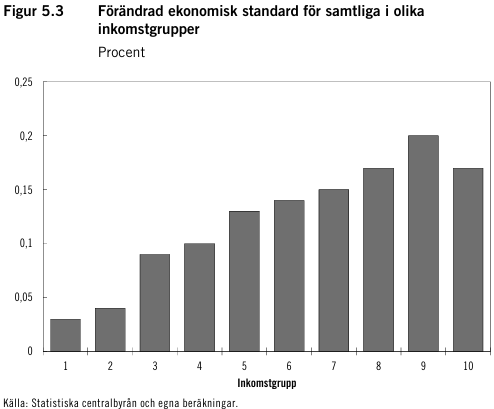 Figur 5.3 Förändrad ekonomisk standard för samtliga i olika
inkomstgrupper
Procent
0,25
0,2
0,15
0,1
0,05
0
1 2 3 4 5 6 7 8 9 10
Inkomstgrupp
Källa: Statistiska centralbyrån och egna beräkningar.